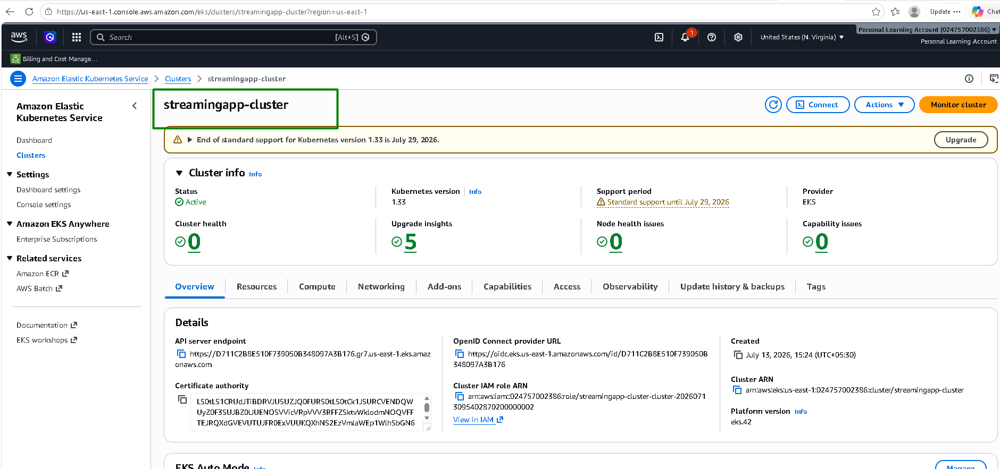 https://us-east-1.console.aws.amazon.com/eks/clusters/streamingapp-cluster?region=us-east-1
Update
Chat
aws
Search
[Alt+S]
1
United States (N. Virginia)
Personal Learning Account (024757002386)
Personal Learning Account
Billing and Cost Manage...
Amazon Elastic Kubernetes Service
Clusters
streamingapp-cluster
Amazon Elastic
Kubernetes Service
Dashboard
Clusters
Settings
Dashboard settings
Console settings
Amazon EKS Anywhere
Enterprise Subscriptions
Related services
Amazon ECR
AWS Batch
Documentation
EKS workshops
streamingapp-cluster
Connect
Actions
Monitor cluster
End of standard support for Kubernetes version 1.33 is July 29, 2026.
Upgrade
Cluster info Info
Status
Active
Kubernetes version Info
1.33
Support period
Standard support until July 29, 2026
Provider
EKS
Cluster health
0
Upgrade insights
5
Node health issues
0
Capability issues
0
Overview
Resources
Compute
Networking
Add-ons
Capabilities
Access
Observability
Update history & backups
Tags
Details
API server endpoint
https://D711C2B8E510F739050B348097A3B176.gr7.us-east-1.eks.amaz
onaws.com
Certificate authority
LS0tLS1CRUdJTiBDRVJUSUZJQ0FURS0tLS0tCk1JSURCVENDQW
UyZ0F3SUJBZ0lJUENOSVVicVRpVVV3RFFZSktvWklodmNOQVFF
TEJRQXdGVEVUTUJFR0ExVUUKQXhNS2EzVmlaWEp1WlhSbGN6
OpenID Connect provider URL
https://oidc.eks.us-east-1.amazonaws.com/id/D711C2B8E510F739050B
348097A3B176
Cluster IAM role ARN
arn:aws:iam::024757002386:role/streamingapp-cluster-cluster-2026071
3095402870200000002
View in IAM
Created
July 13, 2026, 15:24 (UTC+05:30)
Cluster ARN
arn:aws:eks:us-east-1:024757002386:cluster/streamingapp-cluster
Platform version Info
eks.42
EKS Auto Mode Info
Manage